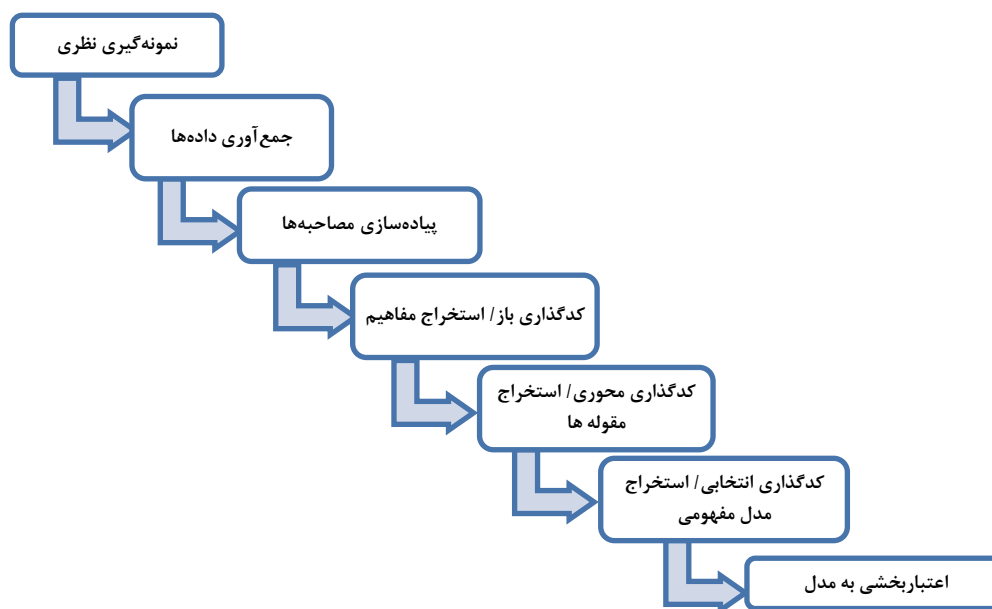 نمونه‌گیری نظری
جمع‌آوری داده‌ها
پیاده‌سازی مصاحبه‌ها
کدگذاری باز/ استخراج مفاهیم
کدگذاری محوری/ استخراج
مقوله ها
کدگذاری انتخابی/ استخراج
مدل مفهومی
اعتباربخشی به مدل